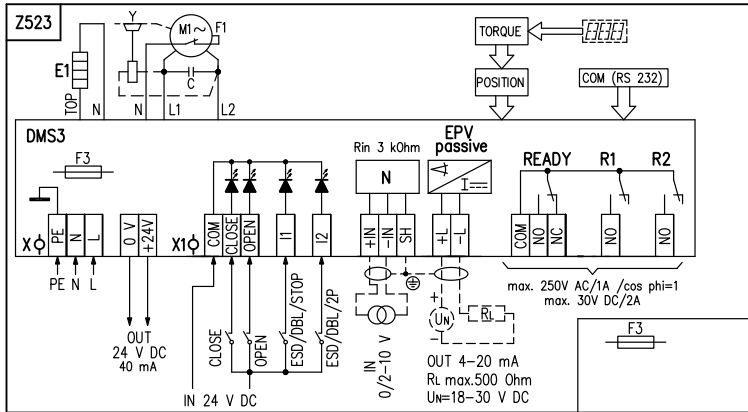 Z523
Y
M1~
F1
E1
TOP
N
N
L1
C
L2
TORQUE
POSITION
COM (RS 232)
DMS3
F3
Rin 3 kOhm
N
EPV
passive
I
READY
R1
R2
X
PE
N
L
0 V
+24V
X1
COM
CLOSE
OPEN
I1
I2
+IN
-IN
SH
+L
-L
COM
NO
NC
NO
NO
PE N L
OUT
24 V DC
40 mA
IN 24 V DC
CLOSE
OPEN
ESD/DBL/STOP
ESD/DBL/2P
IN
0/2-10 V
+
UN
-
RL
OUT 4-20 mA
RL max.500 Ohm
UN=18-30 V DC
max. 250V AC/1A /cos phi=1
max. 30V DC/2A
F3